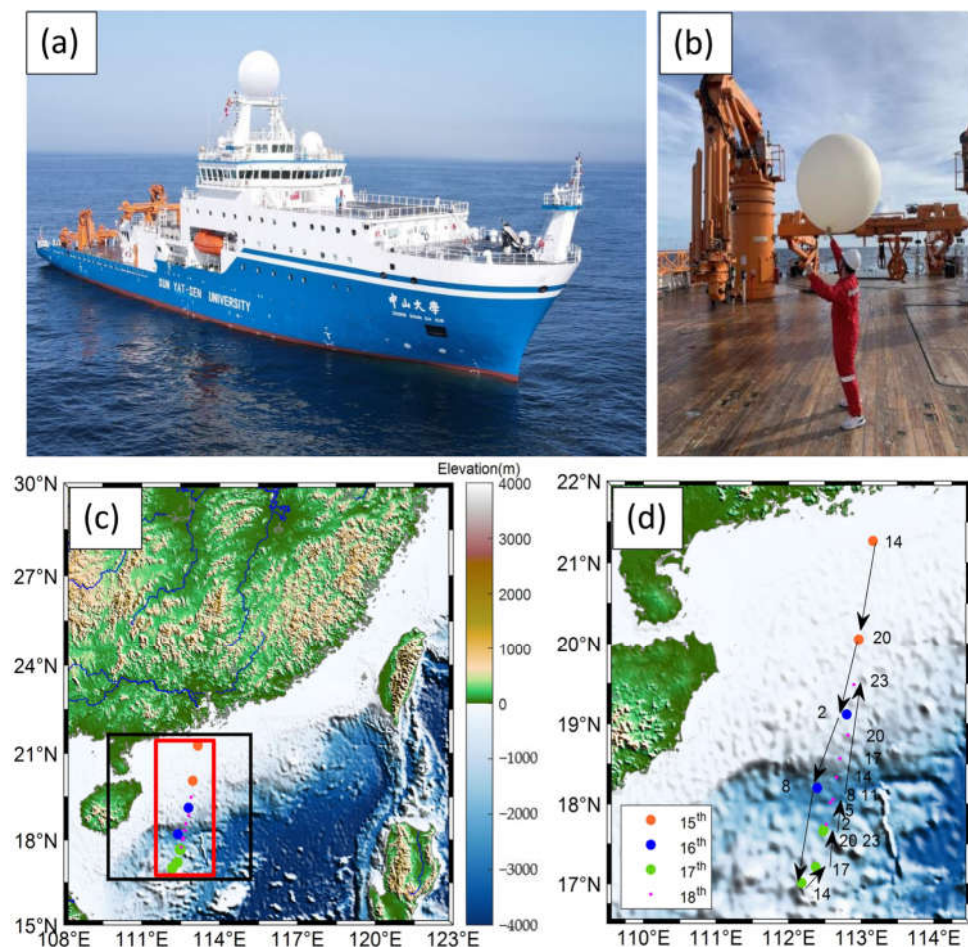 (a)
SUN YAT-SEN UNIVERSITY
中山大學
(b)
Elevation(m)
(c)
30°N
27°N
24°N
21°N
18°N
15°N
108°E 111°E 114°E 117°E 120°E 123°E
4000
3000
2000
1000
0
−1000
−2000
−3000
−4000
(d)
22°N
21°N
20°N
19°N
18°N
17°N
110°E 111°E 112°E 113°E 114°E
14
20
23
2
20
17
14
8
8 11
5
2
20 23
17
14
15th
16th
17th
18th